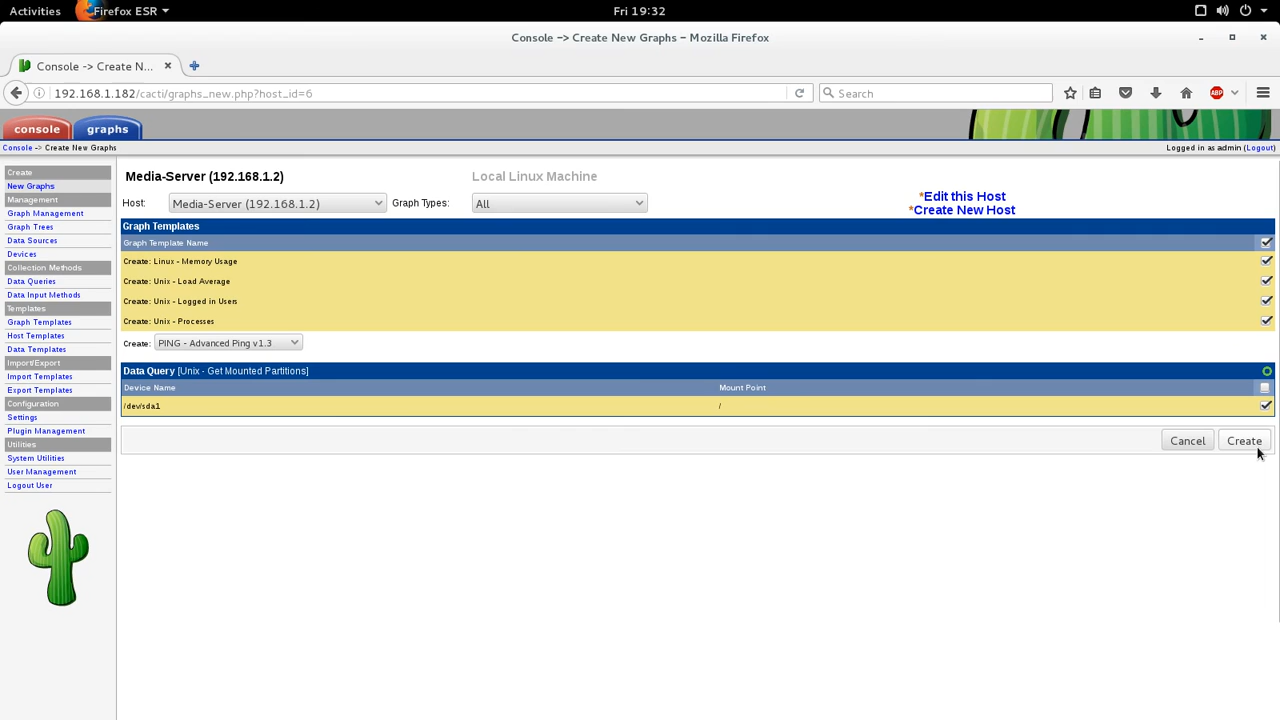 Activities Firefox ESR Fri 19:32
Console -> Create New Graphs - Mozilla Firefox
Console -> Create N...
192.168.1.182/cacti/graphs_new.php?host_id=6 Search ABP
console graphs
Console -> Create New Graphs Logged in as admin (Logout)
Create
New Graphs
Management
Graph Management
Graph Trees
Data Sources
Devices
Collection Methods
Data Queries
Data Input Methods
Templates
Graph Templates
Host Templates
Data Templates
Import/Export
Import Templates
Export Templates
Configuration
Settings
Plugin Management
Utilities
System Utilities
User Management
Logout User
Media-Server (192.168.1.2) Local Linux Machine
Host: Media-Server (192.168.1.2) Graph Types: All
*Edit this Host
*Create New Host
Graph Templates
Graph Template Name
Create: Linux - Memory Usage
Create: Unix - Load Average
Create: Unix - Logged in Users
Create: Unix - Processes
Create: PING - Advanced Ping v1.3
Data Query [Unix - Get Mounted Partitions]
Device Name Mount Point
/dev/sda1 /
Cancel Create